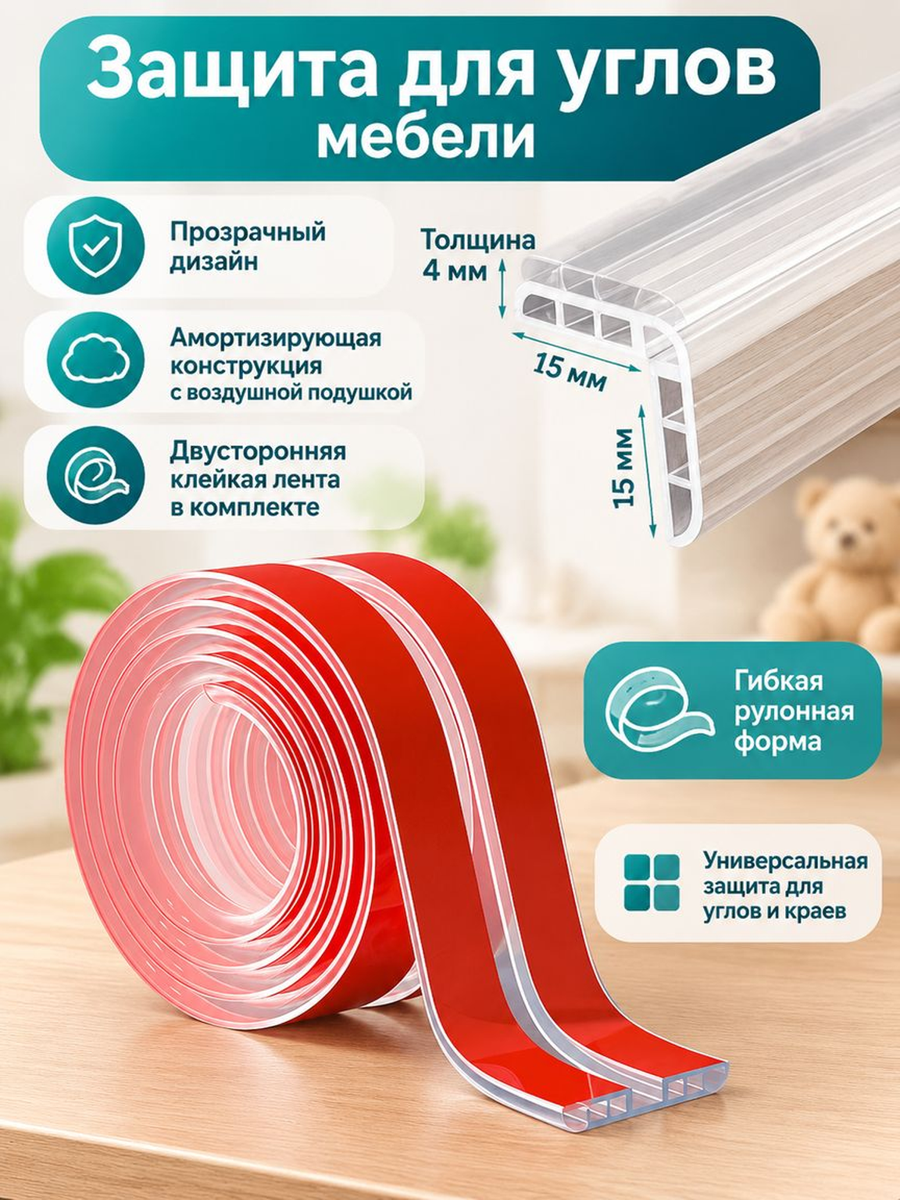 Защита для углов
мебели
Прозрачный
дизайн
Амортизирующая
конструкция
с воздушной подушкой
Двусторонняя
клейкая лента
в комплекте
Толщина
4 мм
15 мм
15 мм
Гибкая
рулонная
форма
Универсальная
защита для
углов и краев